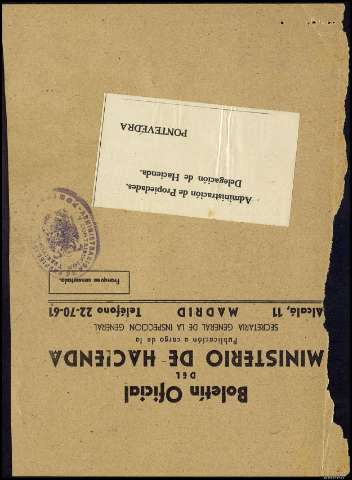 Boletín Oficial
DEL
MINISTERIO DE HACIENDA
Publicación a cargo de la
SECRETARIA GENERAL DE LA INSPECCION GENERAL
Alcalá, 11 MADRID Teléfono 22-70-61
Franqueo concertado.
Administración de Propiedades.
Delegación de Hacienda.
PONTEVEDRA